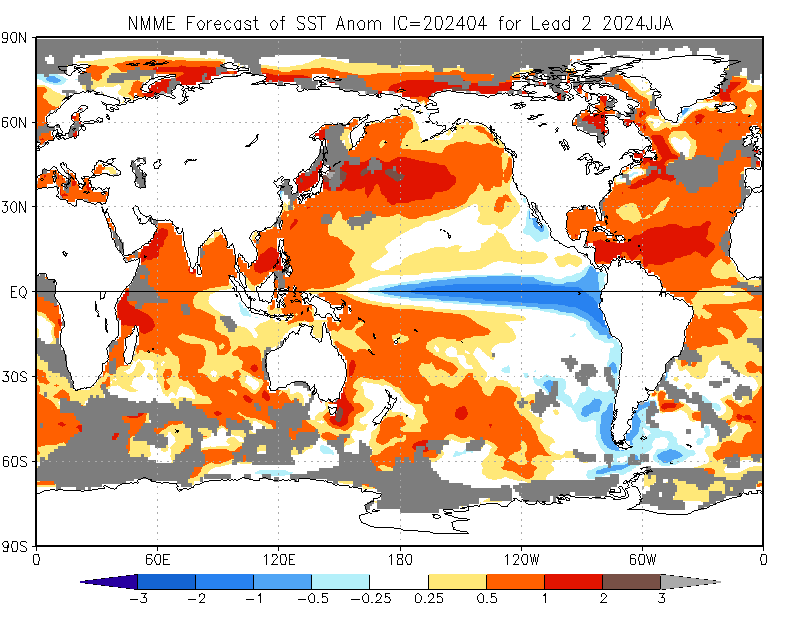 NMME Forecast of SST Anom IC=202404 for Lead 2 2024JJA
90N
60N
30N
EQ
30S
60S
90S
0 60E 120E 180 120W 60W 0
-3 -2 -1 -0.5 -0.25 0.25 0.5 1 2 3